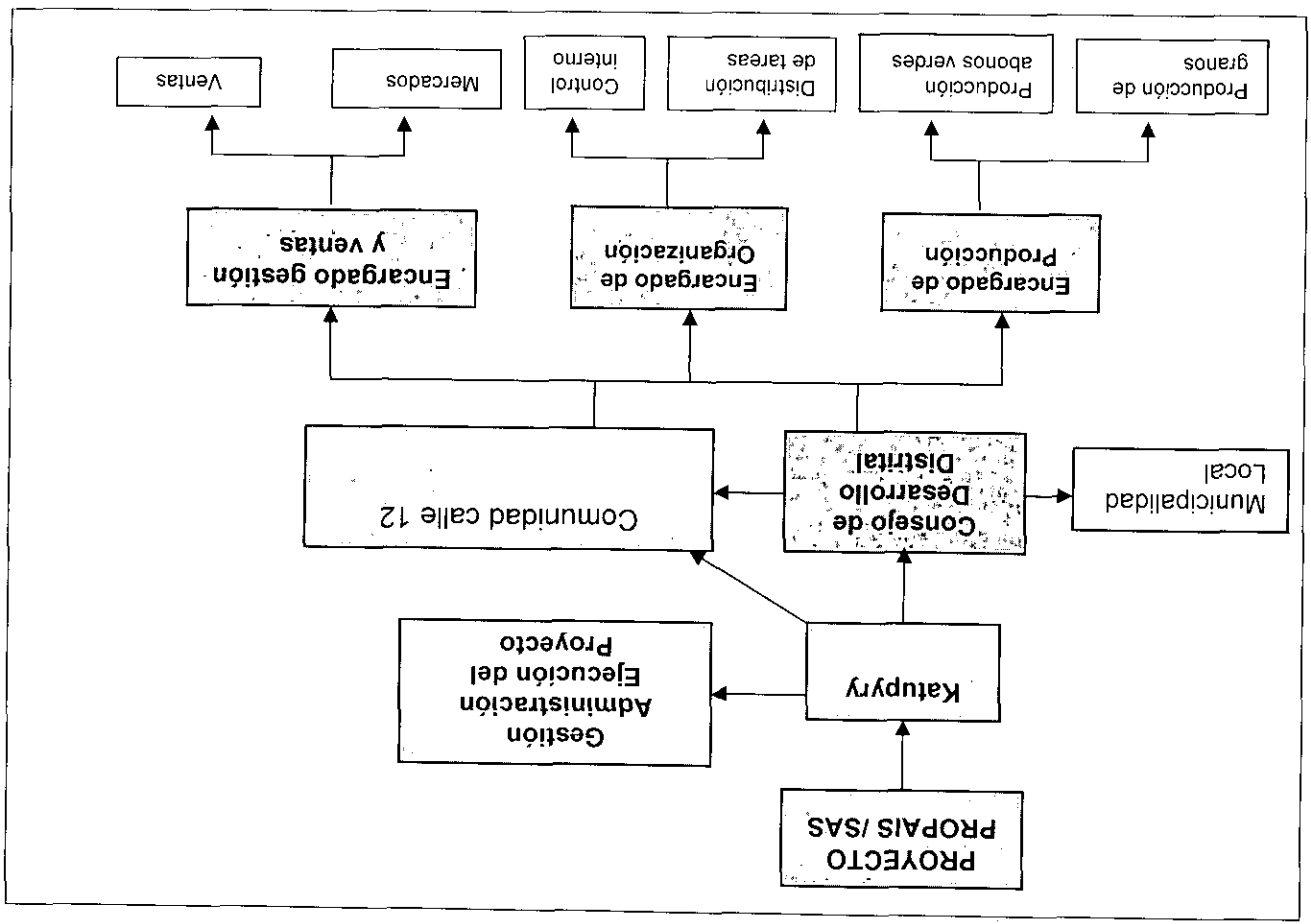 PROYECTO
PROPAIS/ SAS
Katupyry
Gestión
Administración
Ejecución del
Proyecto
Municipalidad
Local
Consejo de
Desarrollo
Distrital
Comunidad calle 12
Encargado de
Producción
Encargado de
Organización
Encargado gestión
y ventas
Producción de
granos
Producción
abonos verdes
Distribución
de tareas
Control
interno
Mercados
Ventas